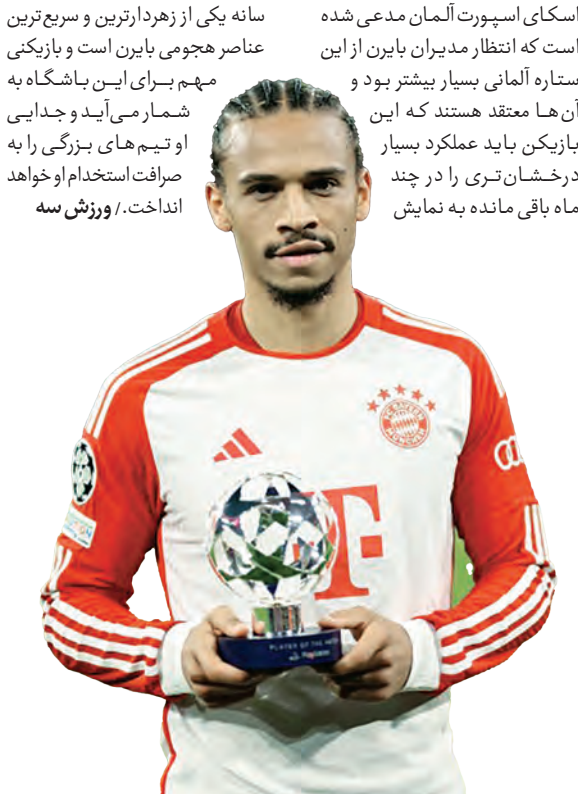 اسکای اسپورت آلمان مدعی شده
است که انتظار مدیران بایرن از این
ستاره آلمانی بسیار بیشتر بود و
آن‌ها معتقد هستند که این
بازیکن باید عملکرد بسیار
درخشان‌تری را در چند
ماه باقی مانده به نمایش
سانه یکی از زهردارترین و سریع‌ترین
عناصر هجومی بایرن است و بازیکنی
مهم برای این باشگاه به
شمار می‌آید و جدایی
او تیم‌های بزرگی را به
صرافت استخدام او خواهد
انداخت./ ورزش سه
T
PLAYER OF THE MATCH